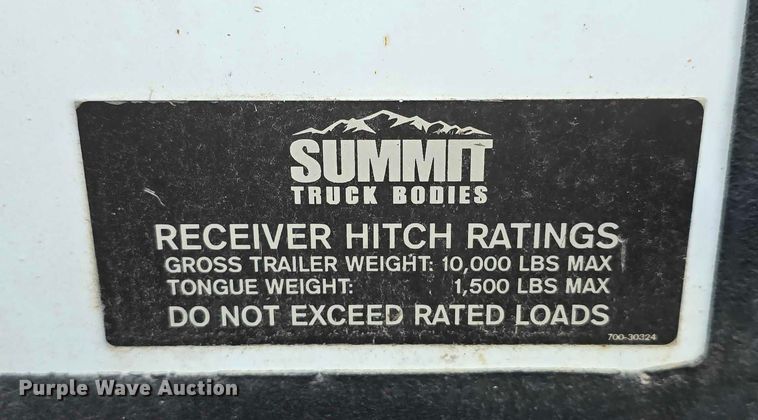 SUMMIT
TRUCK BODIES
RECEIVER HITCH RATINGS
GROSS TRAILER WEIGHT: 10,000 LBS MAX
TONGUE WEIGHT: 1,500 LBS MAX
DO NOT EXCEED RATED LOADS
700-30324
Purple Wave Auction